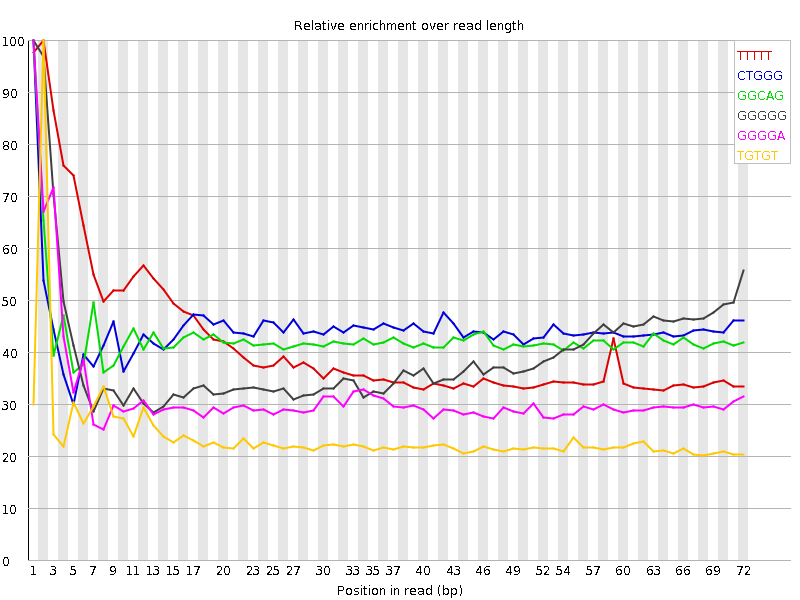 Relative enrichment over read length
100
90
80
70
60
50
40
30
20
10
0
TTTTT
CTGGG
GGCAG
GGGGG
GGGGA
TGTGT
1 3 5 7 9 11 13 15 17 20 23 25 27 30 33 35 37 40 43 46 49 52 54 57 60 63 66 69 72
Position in read (bp)